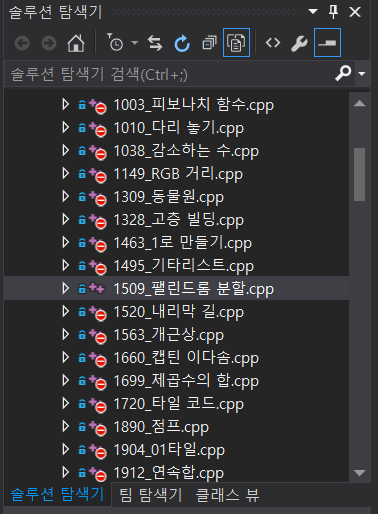 솔루션 탐색기
솔루션 탐색기 검색(Ctrl+;)
1003_피보나치 함수.cpp
1010_다리 놓기.cpp
1038_감소하는 수.cpp
1149_RGB 거리.cpp
1309_동물원.cpp
1328_고층 빌딩.cpp
1463_1로 만들기.cpp
1495_기타리스트.cpp
1509_팰린드롬 분할.cpp
1520_내리막 길.cpp
1563_개근상.cpp
1660_캡틴 이다솜.cpp
1699_제곱수의 합.cpp
1720_타일 코드.cpp
1890_점프.cpp
1904_01타일.cpp
1912_연속합.cpp
솔루션 탐색기 팀 탐색기 클래스 뷰